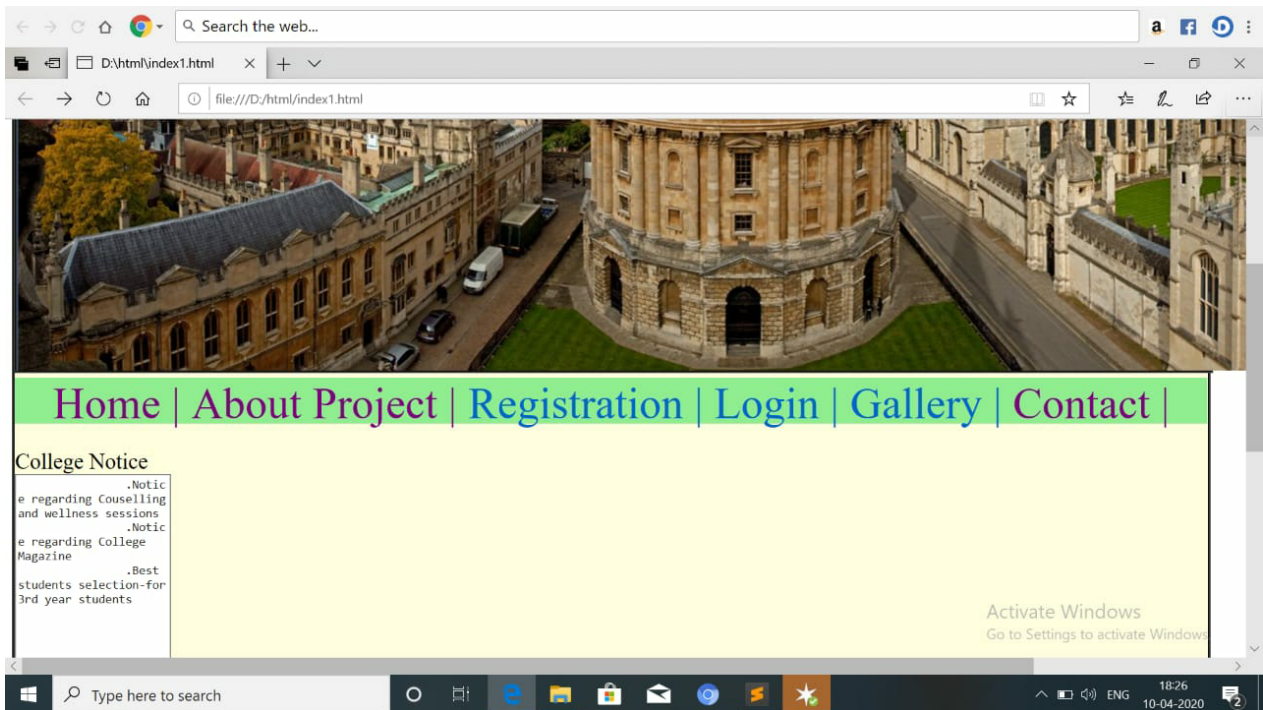 Search the web...
a
D:\html\index1.html
file:///D:/html/index1.html
Home | About Project | Registration | Login | Gallery | Contact |
College Notice
.Notic
e regarding Couselling
and wellness sessions
.Notic
e regarding College
Magazine
.Best
students selection-for
3rd year students
Activate Windows
Go to Settings to activate Windows
Type here to search
ENG
18:26
10-04-2020
2